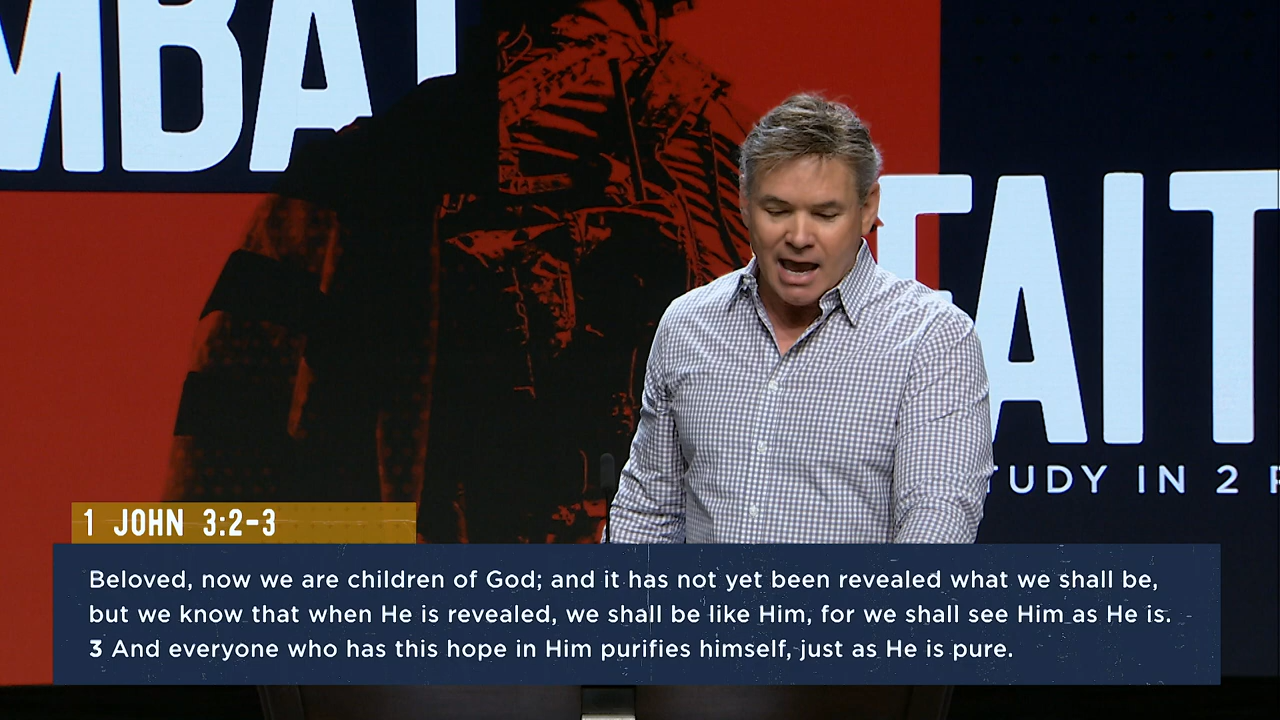 MBAT
FAIT
TUDY IN 2 P
1 JOHN 3:2-3
Beloved, now we are children of God; and it has not yet been revealed what we shall be,
but we know that when He is revealed, we shall be like Him, for we shall see Him as He is.
3 And everyone who has this hope in Him purifies himself, just as He is pure.